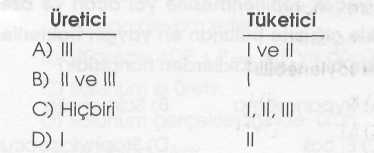 Üretici Tüketici
A) III I ve II
B) II ve III I
C) Hiçbiri I, II, III
D) I II